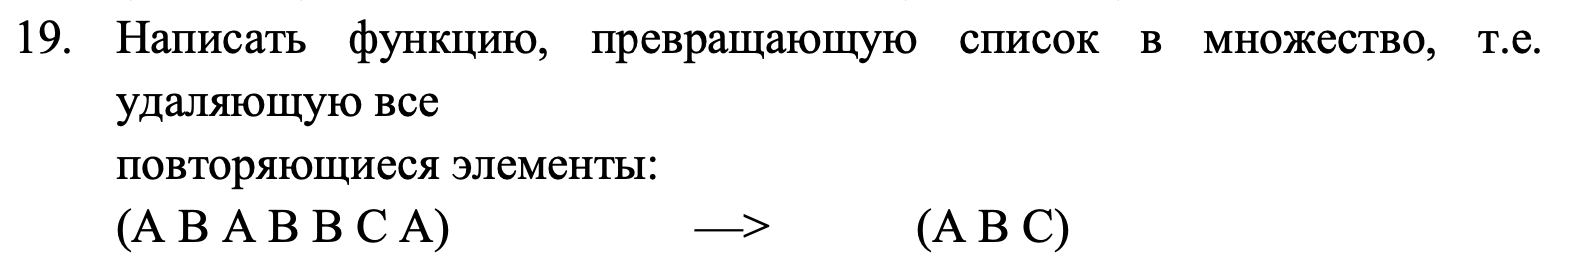 19. Написать функцию, превращающую список в множество, т.е.
удаляющую все
повторяющиеся элементы:
(A B A B B C A) —> (A B C)